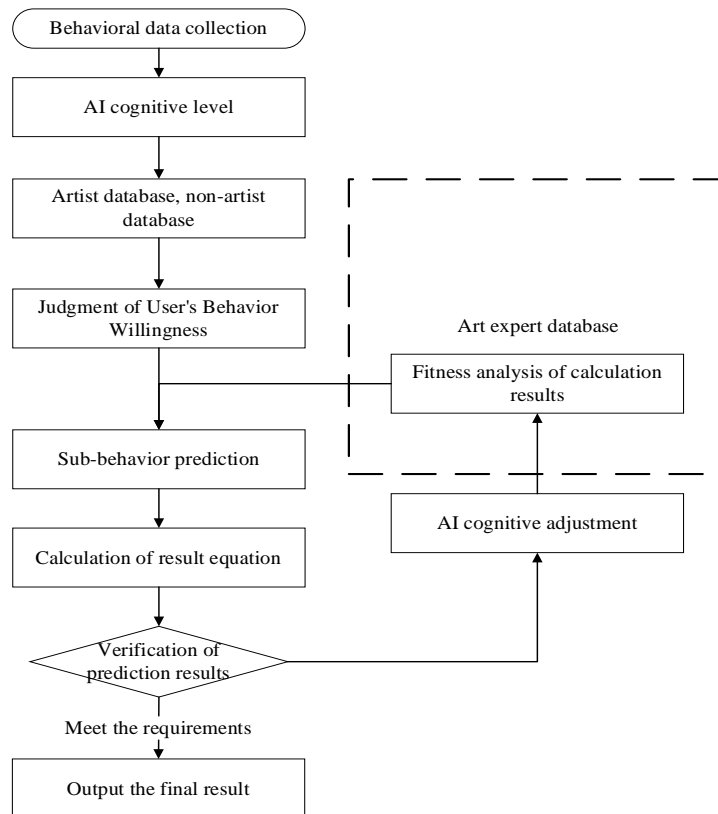 Behavioral data collection
AI cognitive level
Artist database, non-artist
database
Judgment of User's Behavior
Willingness
Art expert database
Fitness analysis of calculation
results
Sub-behavior prediction
AI cognitive adjustment
Calculation of result equation
Verification of
prediction results
Meet the requirements
Output the final result